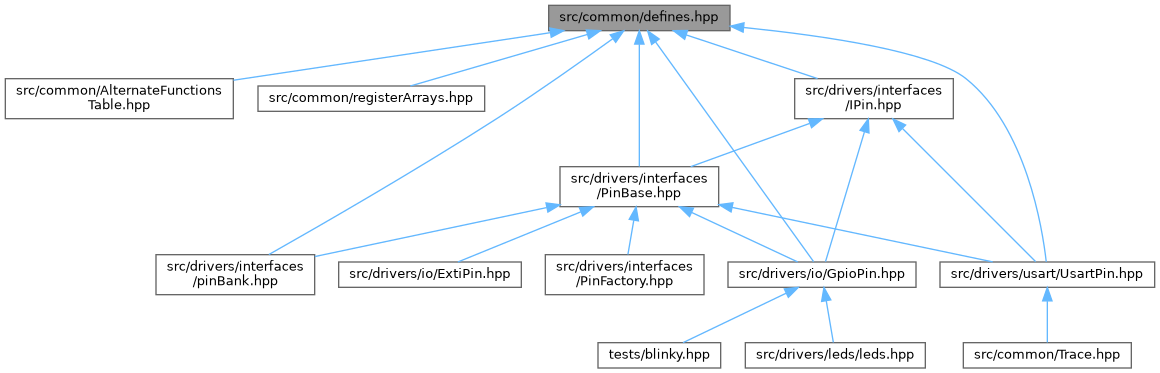 src/common/defines.hpp
src/common/AlternateFunctions
Table.hpp
src/common/registerArrays.hpp
src/drivers/interfaces
/IPin.hpp
src/drivers/interfaces
/PinBase.hpp
src/drivers/interfaces
/pinBank.hpp
src/drivers/io/ExtiPin.hpp
src/drivers/interfaces
/PinFactory.hpp
src/drivers/io/GpioPin.hpp
src/drivers/usart/UsartPin.hpp
tests/blinky.hpp
src/drivers/leds/leds.hpp
src/common/Trace.hpp